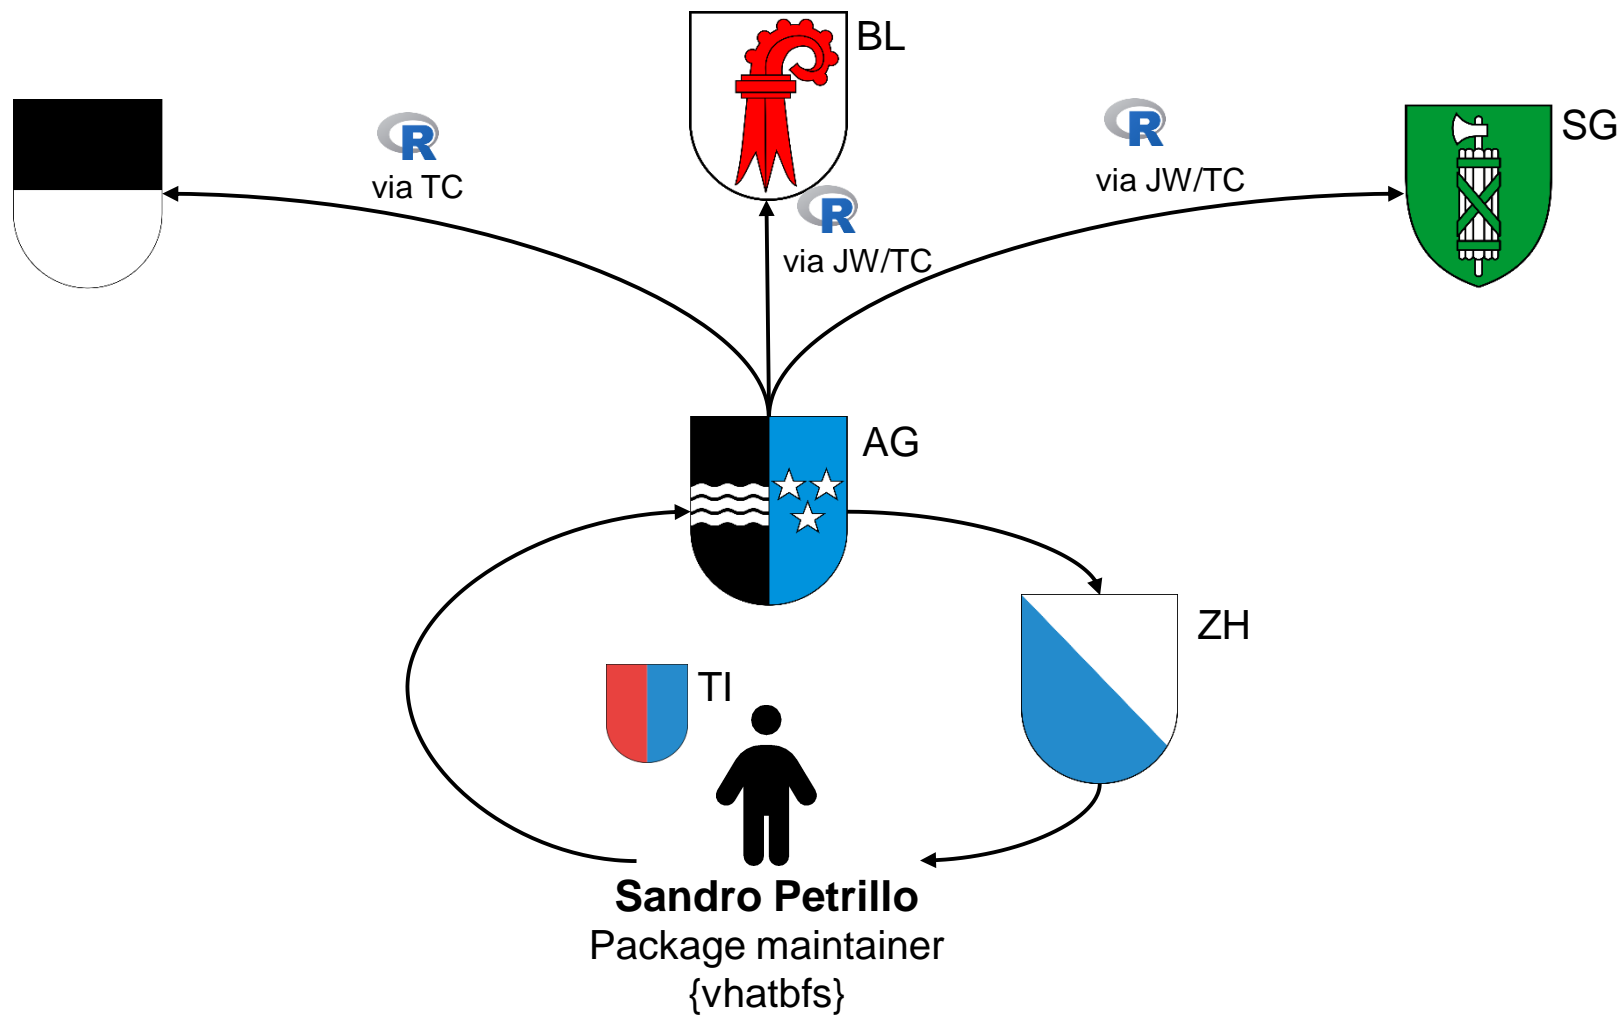 BL
SG
R
via TC
R
via JW/TC
R
via JW/TC
AG
ZH
TI
Sandro Petrillo
Package maintainer
{vhatbfs}